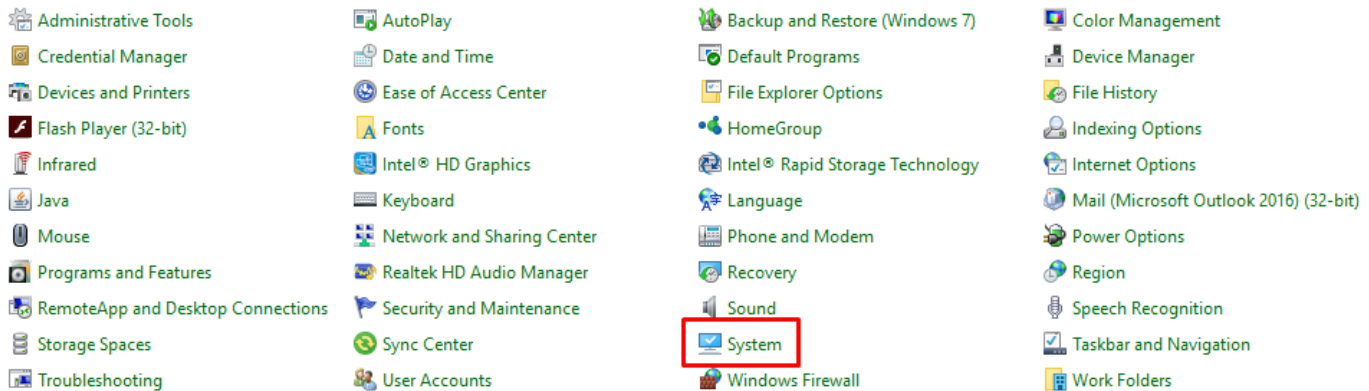 Administrative Tools AutoPlay Backup and Restore (Windows 7) Color Management
Credential Manager Date and Time Default Programs Device Manager
Devices and Printers Ease of Access Center File Explorer Options File History
Flash Player (32-bit) Fonts HomeGroup Indexing Options
Infrared Intel® HD Graphics Intel® Rapid Storage Technology Internet Options
Java Keyboard Language Mail (Microsoft Outlook 2016) (32-bit)
Mouse Network and Sharing Center Phone and Modem Power Options
Programs and Features Realtek HD Audio Manager Recovery Region
RemoteApp and Desktop Connections Security and Maintenance Sound Speech Recognition
Storage Spaces Sync Center System Taskbar and Navigation
Troubleshooting User Accounts Windows Firewall Work Folders